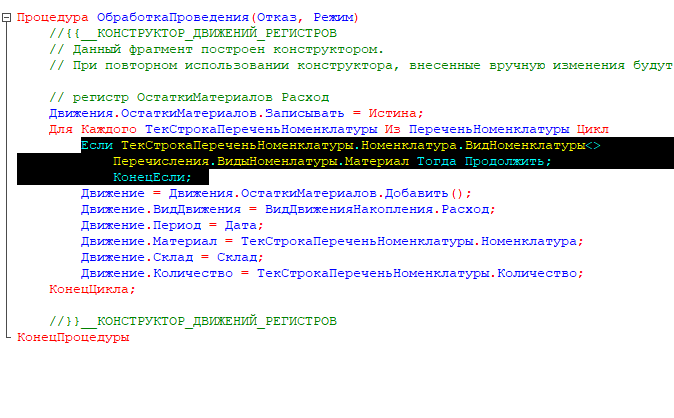 Процедура ОбработкаПроведения(Отказ, Режим)
//{{__КОНСТРУКТОР_ДВИЖЕНИЙ_РЕГИСТРОВ
// Данный фрагмент построен конструктором.
// При повторном использовании конструктора, внесенные вручную изменения будут
// регистр ОстаткиМатериалов Расход
Движения.ОстаткиМатериалов.Записывать = Истина;
Для Каждого ТекСтрокаПереченьНоменклатуры Из ПереченьНоменклатуры Цикл
Если ТекСтрокаПереченьНоменклатуры.Номенклатура.ВидНоменклатуры<>
Перечисления.ВидыНоменклатуры.Материал Тогда Продолжить;
КонецЕсли;
Движение = Движения.ОстаткиМатериалов.Добавить();
Движение.ВидДвижения = ВидДвиженияНакопления.Расход;
Движение.Период = Дата;
Движение.Материал = ТекСтрокаПереченьНоменклатуры.Номенклатура;
Движение.Склад = Склад;
Движение.Количество = ТекСтрокаПереченьНоменклатуры.Количество;
КонецЦикла;
//}}__КОНСТРУКТОР_ДВИЖЕНИЙ_РЕГИСТРОВ
КонецПроцедуры